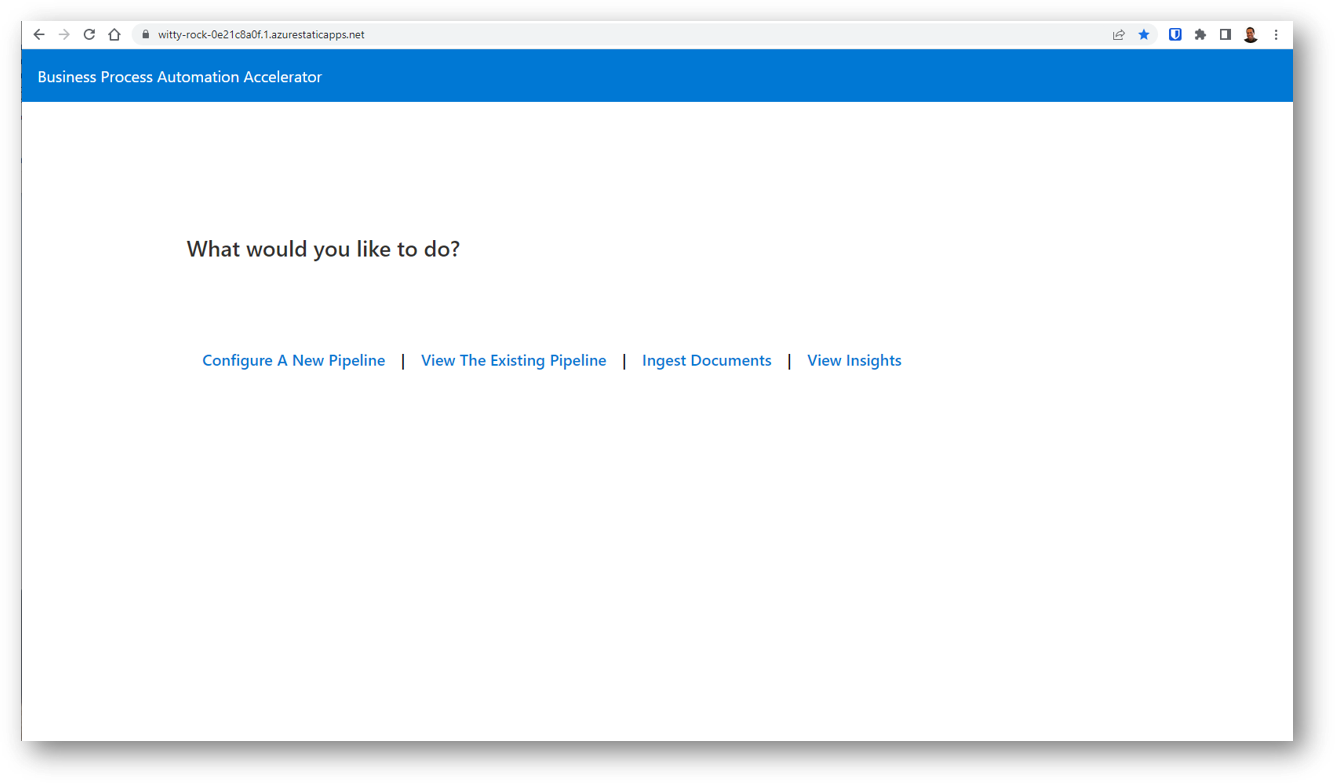 witty-rock-0e21c8a0f.1.azurestaticapps.net
Business Process Automation Accelerator
What would you like to do?
Configure A New Pipeline | View The Existing Pipeline | Ingest Documents | View Insights